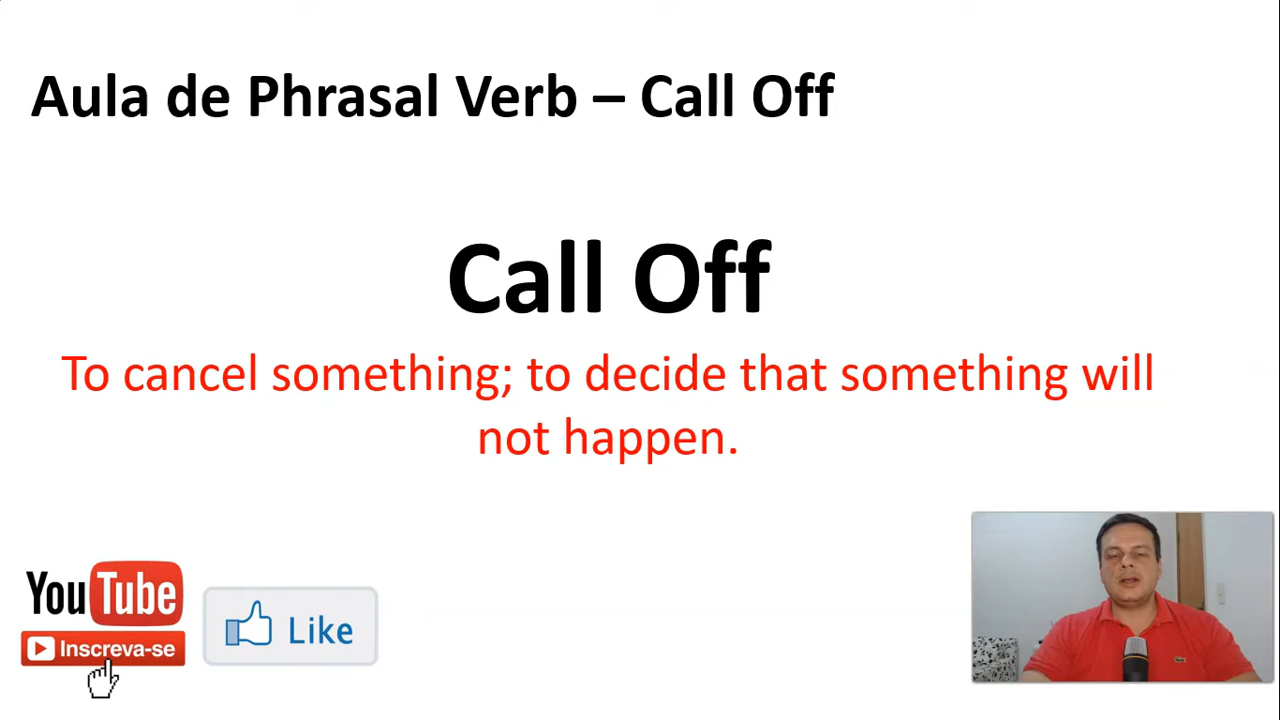 Aula de Phrasal Verb – Call Off
Call Off
To cancel something; to decide that something will
not happen.
YouTube
Inscreva-se
Like